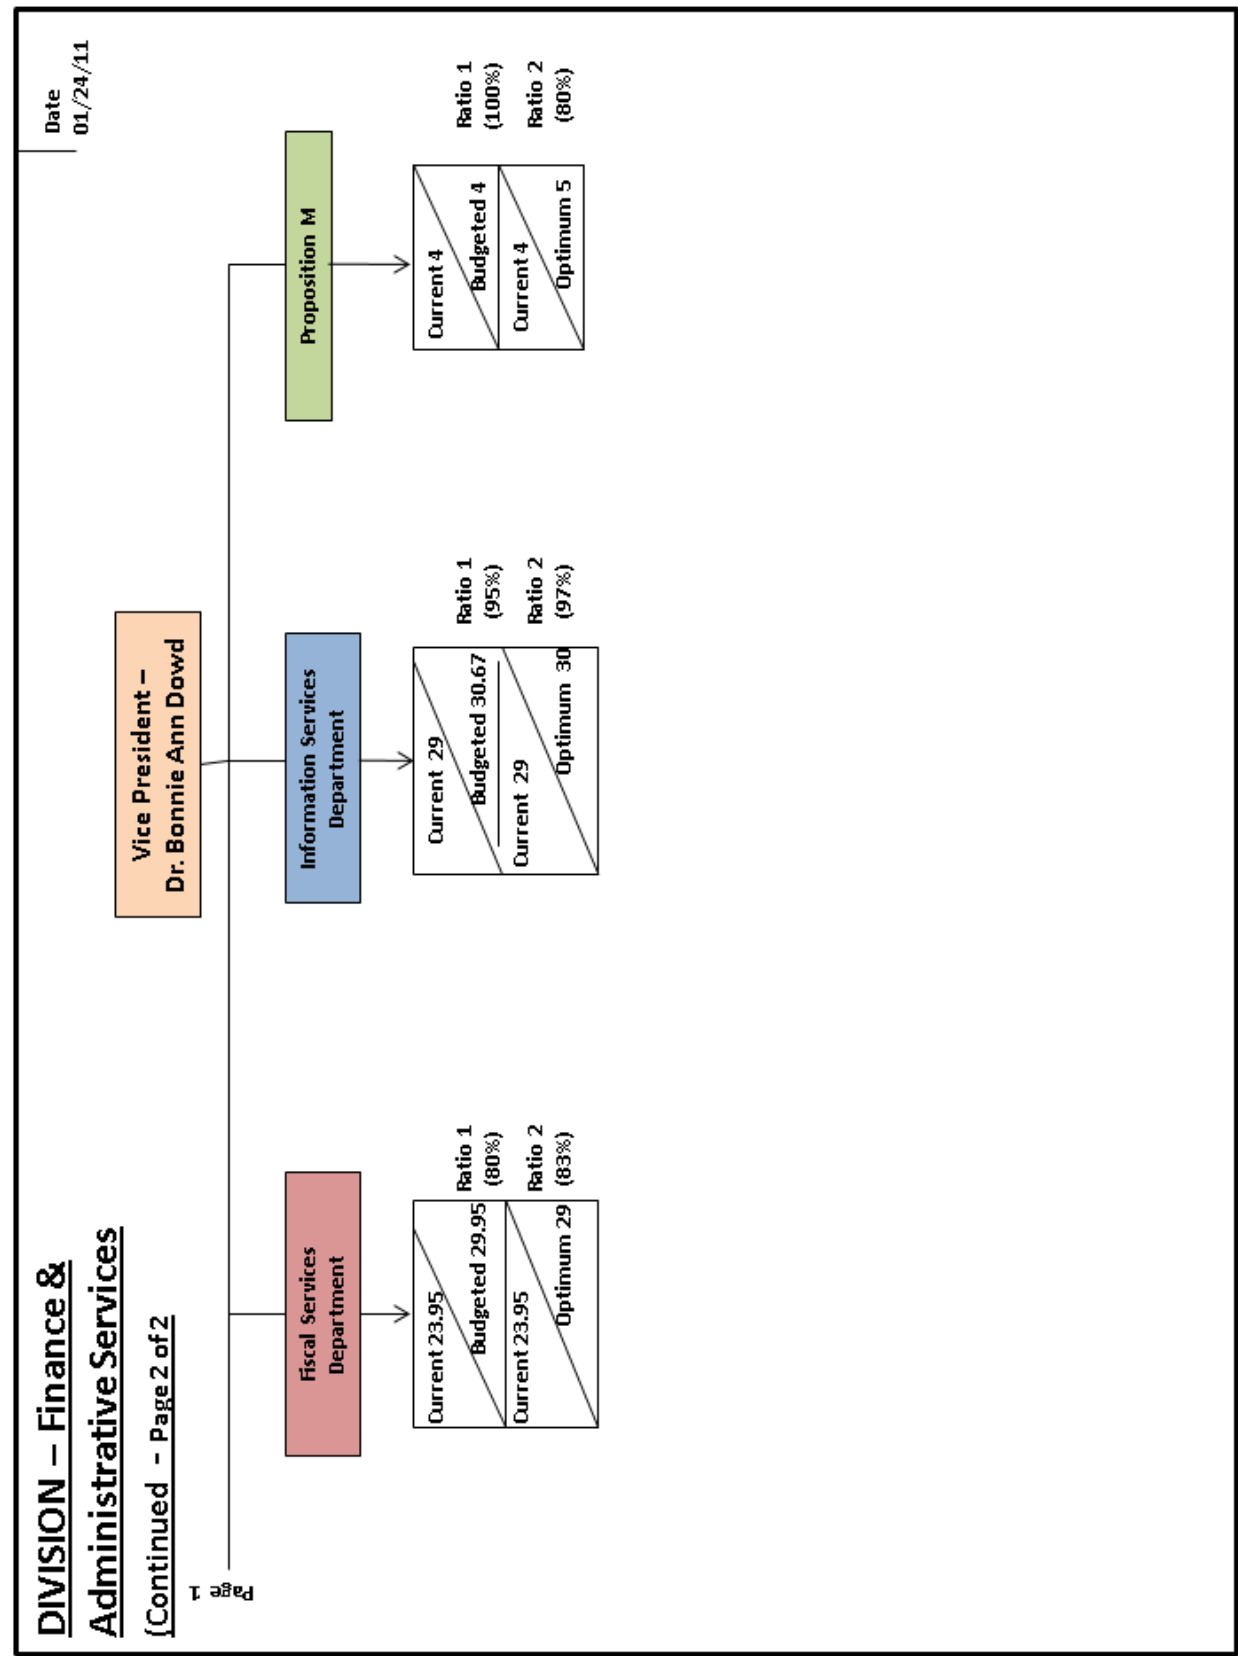 DIVISION – Finance &
Administrative Services
(Continued - Page 2 of 2
Date
01/24/11
Page 1
Vice President –
Dr. Bonnie Ann Dowd
Fiscal Services
Department
Current 23.95
Budgeted 29.95
Current 23.95
Optimum 29
Ratio 1
(80%)
Ratio 2
(83%)
Information Services
Department
Current 29
Budgeted 30.67
Current 29
Optimum 30
Ratio 1
(95%)
Ratio 2
(97%)
Proposition M
Current 4
Budgeted 4
Current 4
Optimum 5
Ratio 1
(100%)
Ratio 2
(80%)